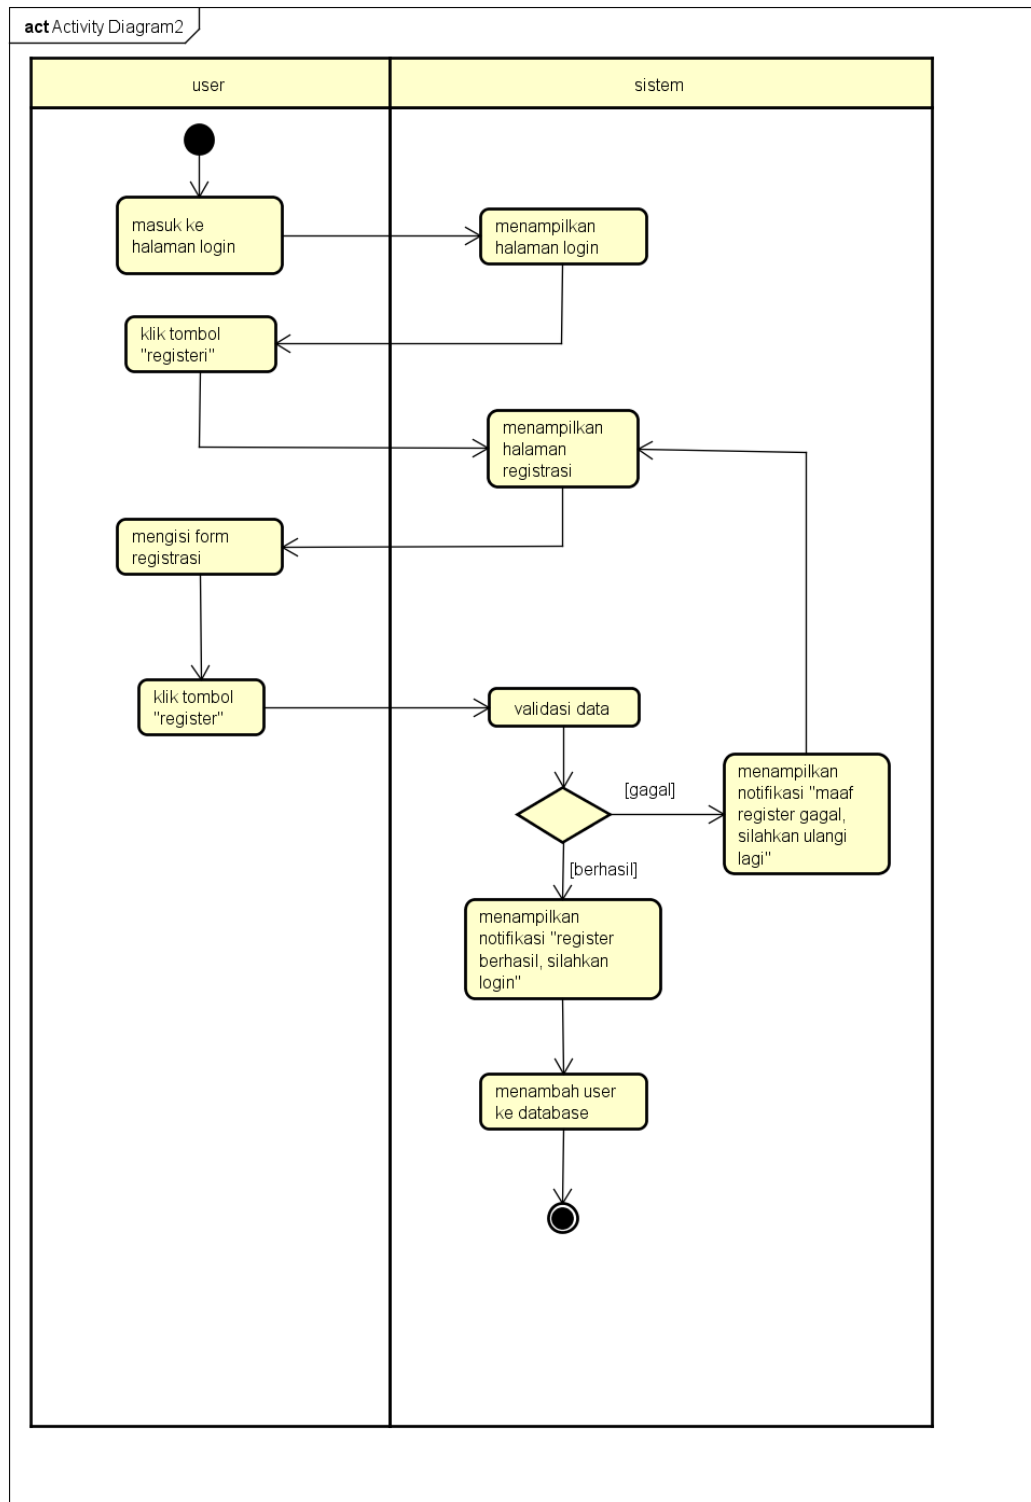 act Activity Diagram2
user
sistem
masuk ke
halaman login
menampilkan
halaman login
klik tombol
"registeri"
menampilkan
halaman
registrasi
mengisi form
registrasi
klik tombol
"register"
validasi data
[gagal]
menampilkan
notifikasi "maaf
register gagal,
silahkan ulangi
lagi"
[berhasil]
menampilkan
notifikasi "register
berhasil, silahkan
login"
menambah user
ke database